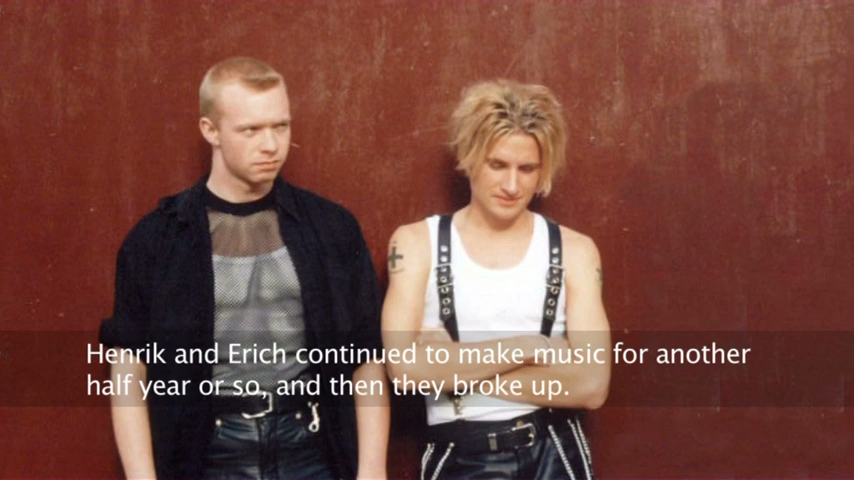 Henrik and Erich continued to make music for another
half year or so, and then they broke up.